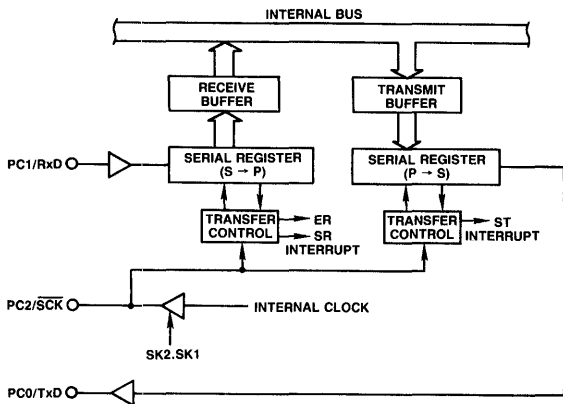 INTERNAL BUS
RECEIVE
BUFFER
TRANSMIT
BUFFER
PC1/RxD
SERIAL REGISTER
(S → P)
SERIAL REGISTER
(P → S)
TRANSFER
CONTROL
ER
SR
INTERRUPT
TRANSFER
CONTROL
ST
INTERRUPT
PC2/S̅C̅K̅
INTERNAL CLOCK
SK2.SK1
PC0/TxD